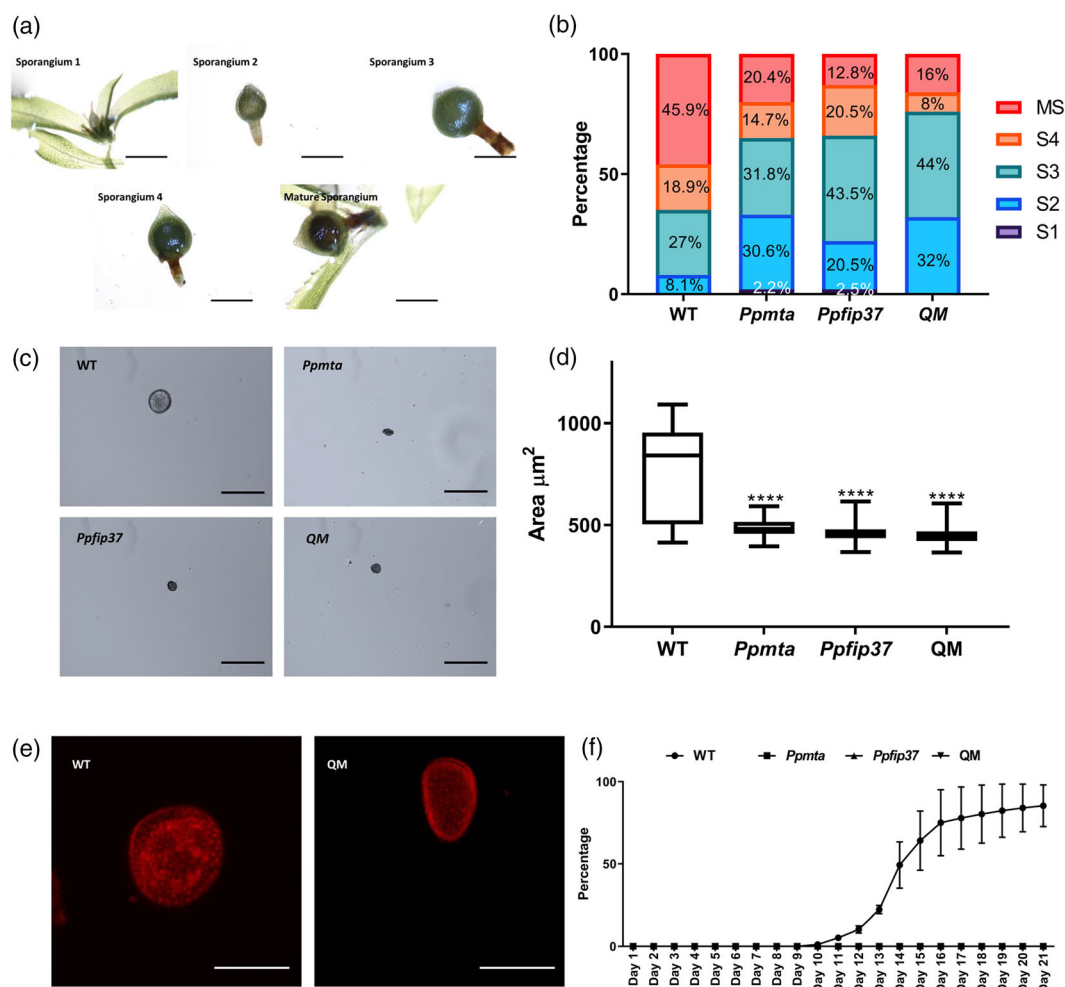 (a)
Sporangium 1
Sporangium 2
Sporangium 3
Sporangium 4
Mature Sporangium
(b)
Percentage
100
50
0
45.9%
18.9%
27%
8.1%
20.4%
14.7%
31.8%
30.6%
2.2%
12.8%
20.5%
43.5%
20.5%
2.5%
16%
8%
44%
32%
WT
Ppmta
Ppfip37
QM
MS
S4
S3
S2
S1
(c)
WT
Ppmta
Ppfip37
QM
(d)
Area μm²
1000
500
0
****
****
****
WT
Ppmta
Ppfip37
QM
(e)
WT
QM
(f)
WT
Ppmta
Ppfip37
QM
Percentage
100
50
0
Day 1
Day 2
Day 3
Day 4
Day 5
Day 6
Day 7
Day 8
Day 9
Day 10
Day 11
Day 12
Day 13
Day 14
Day 15
Day 16
Day 17
Day 18
Day 19
Day 20
Day 21